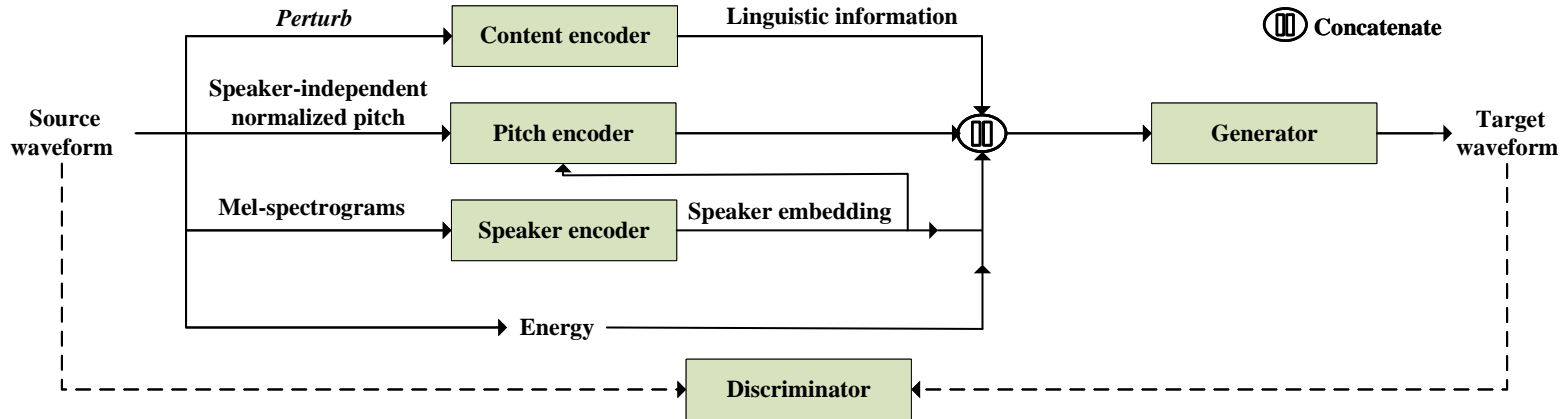 Perturb
Content encoder
Linguistic information
Concatenate
Speaker-independent
normalized pitch
Source
waveform
Pitch encoder
Generator
Target
waveform
Mel-spectrograms
Speaker encoder
Speaker embedding
Energy
Discriminator